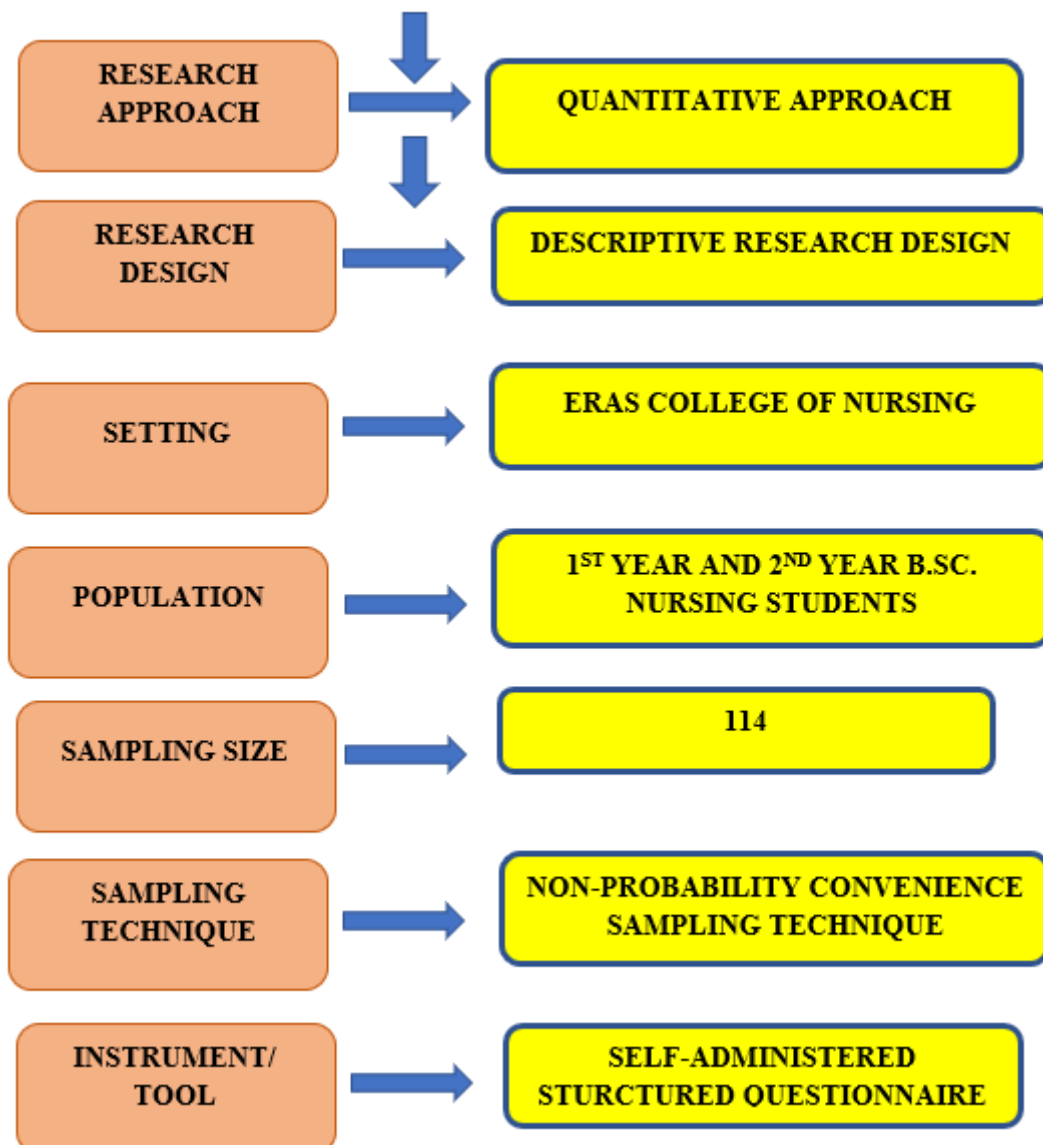 RESEARCH
APPROACH
QUANTITATIVE APPROACH
RESEARCH
DESIGN
DESCRIPTIVE RESEARCH DESIGN
SETTING
ERAS COLLEGE OF NURSING
POPULATION
1ST YEAR AND 2ND YEAR B.SC.
NURSING STUDENTS
SAMPLING SIZE
114
SAMPLING
TECHNIQUE
NON-PROBABILITY CONVENIENCE
SAMPLING TECHNIQUE
INSTRUMENT/
TOOL
SELF-ADMINISTERED
STURCTURED QUESTIONNAIRE